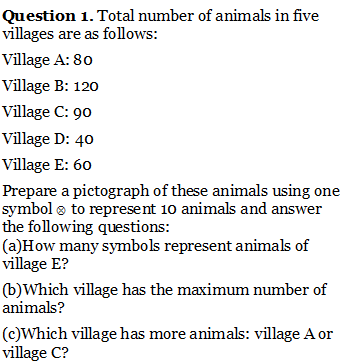 Question 1. Total number of animals in five
villages are as follows:
Village A: 80
Village B: 120
Village C: 90
Village D: 40
Village E: 60
Prepare a pictograph of these animals using one
symbol ⊗ to represent 10 animals and answer
the following questions:
(a)How many symbols represent animals of
village E?
(b)Which village has the maximum number of
animals?
(c)Which village has more animals: village A or
village C?